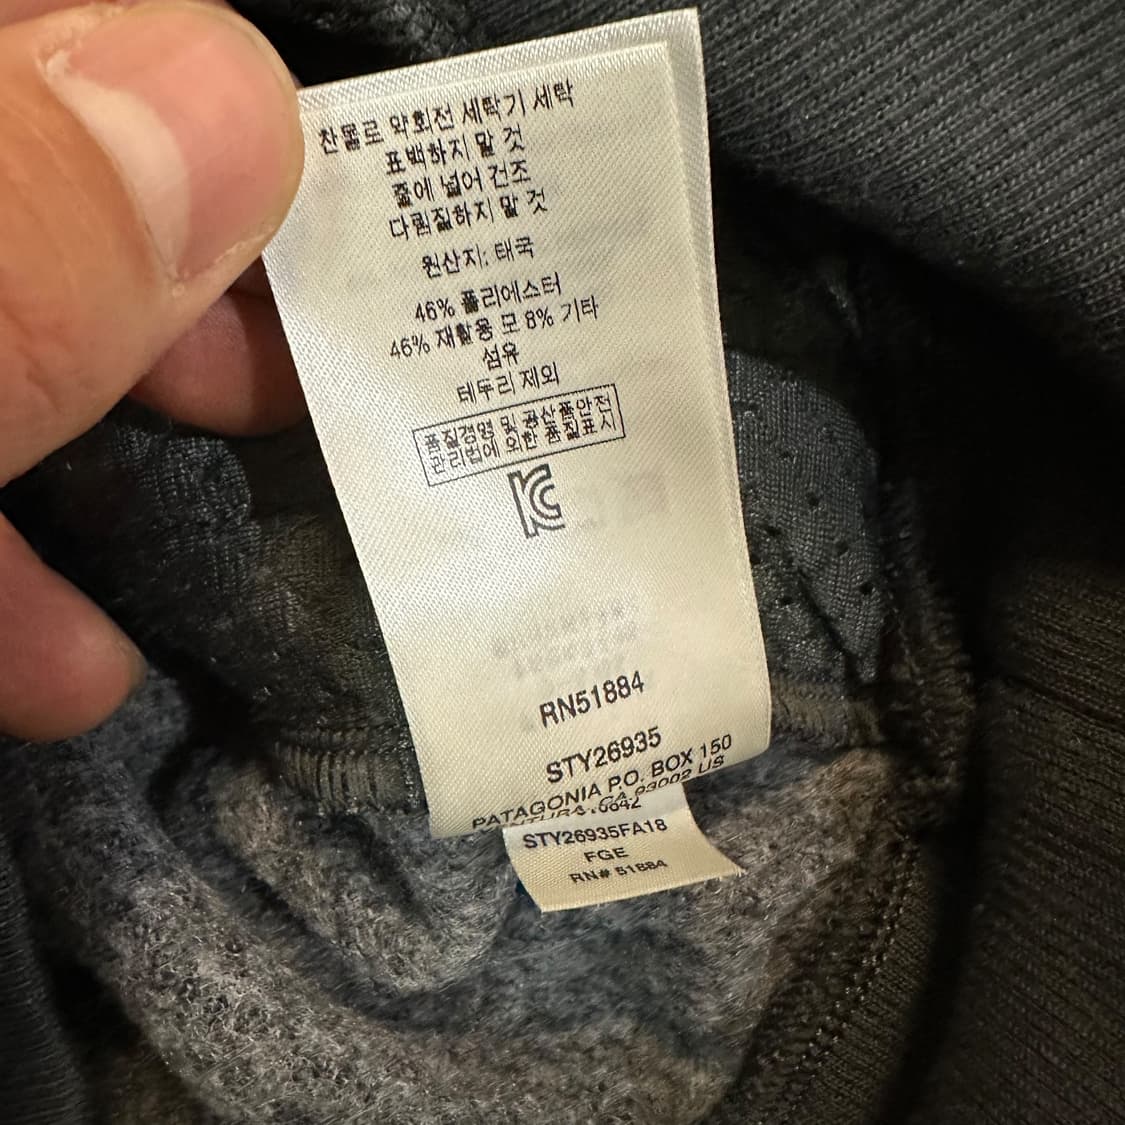 찬물로 약회전 세탁기 세탁
표백하지 말 것
줄에 널어 건조
다림질하지 말 것
원산지: 태국
46% 폴리에스터
46% 재활용 모 8% 기타
섬유
테두리 제외
품질경영 및 공산품안전
관리법에 의한 품질표시
RN51884
STY26935
PATAGONIA P.O. BOX 150
VENTURA, CA 93002 US
STY26935FA18
FGE
RN# 51884